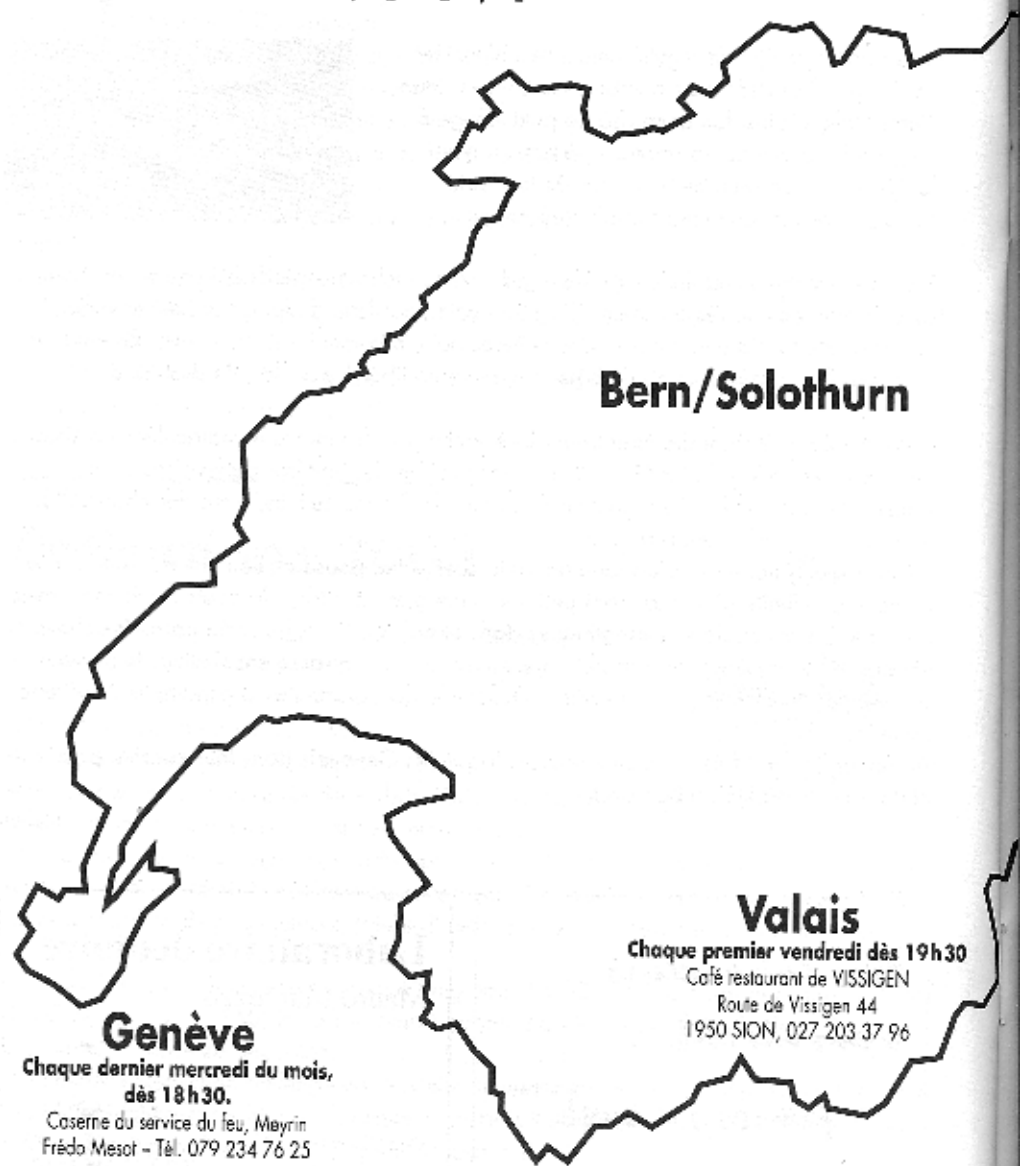 Bern/Solothurn
Valais
Chaque premier vendredi dès 19h30
Café restaurant de VISSIGEN
Route de Vissigen 44
1950 SION, 027 203 37 96
Genève
Chaque dernier mercredi du mois,
dès 18h30.
Caserne du service du feu, Meyrin
Frédo Mesot – Tél. 079 234 76 25